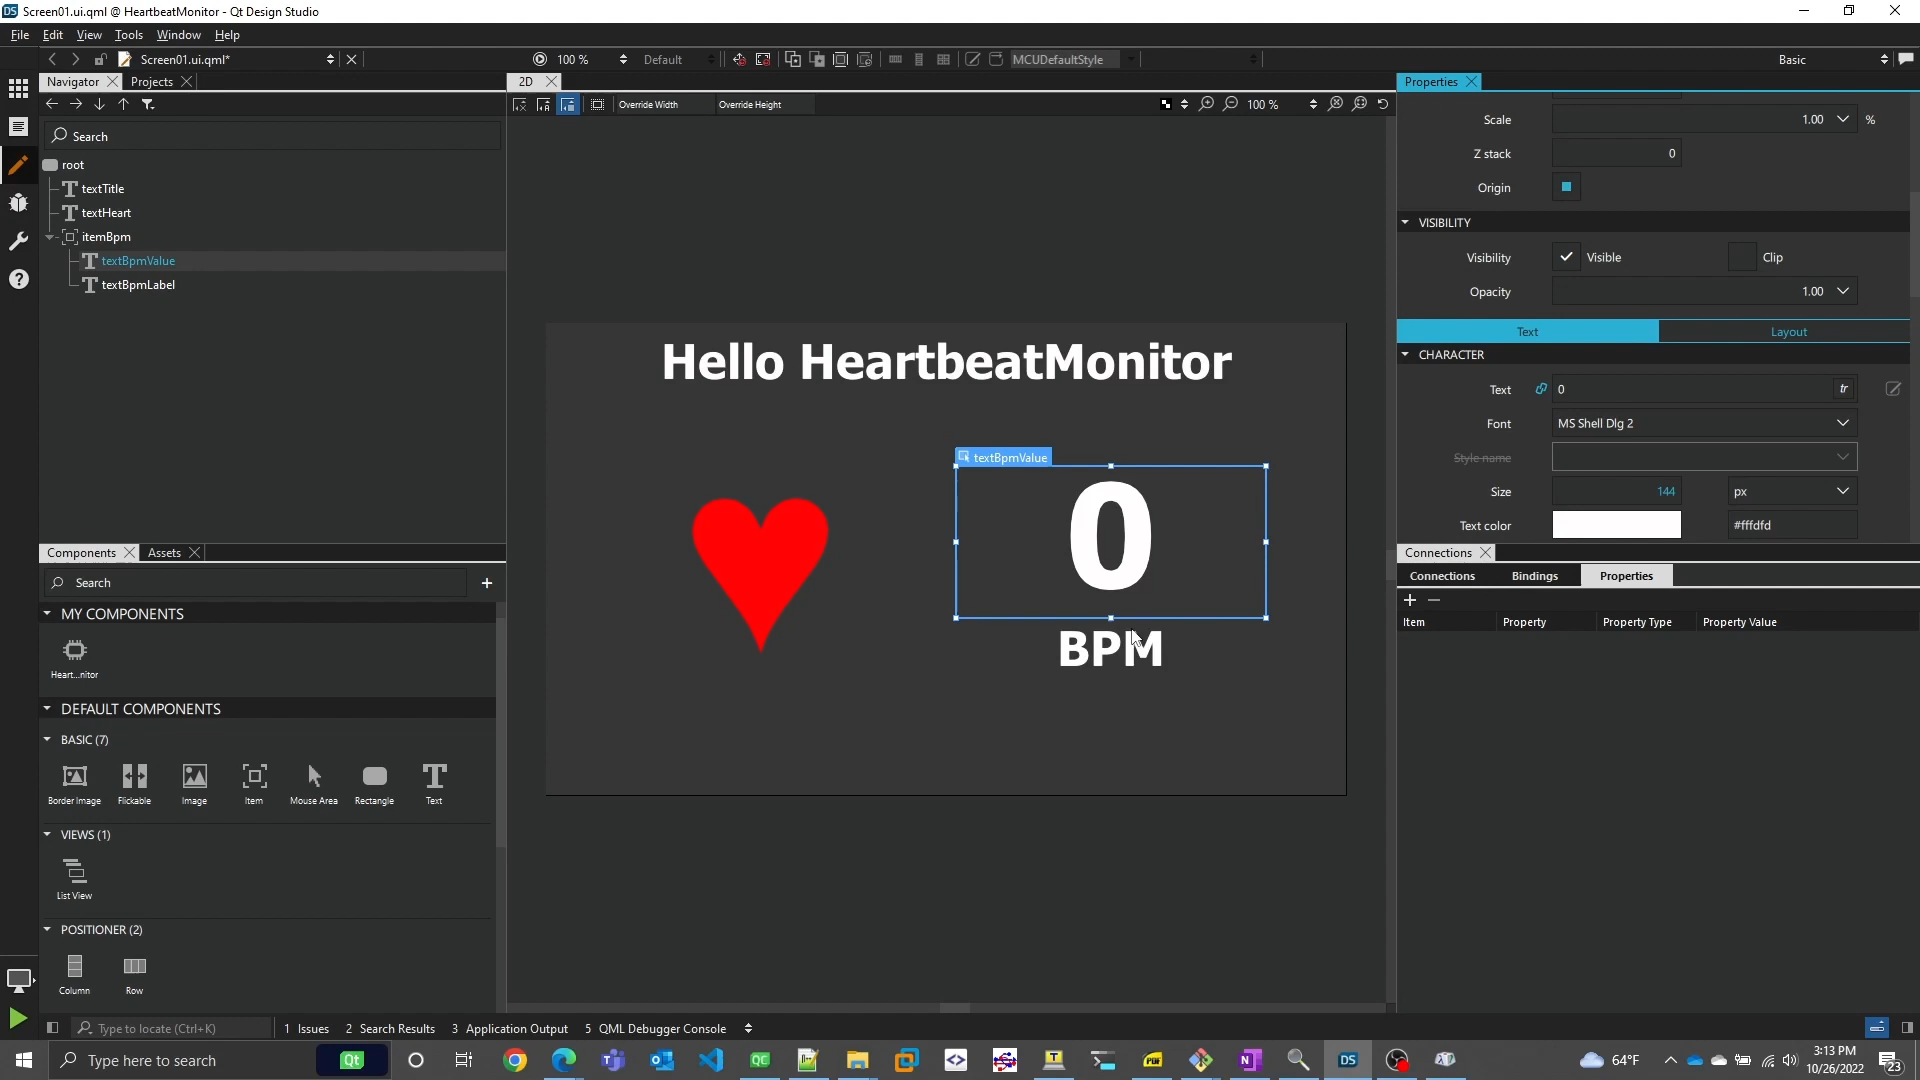 DS Screen01.ui.qml @ HeartbeatMonitor - Qt Design Studio
File Edit View Tools Window Help
Screen01.ui.qml* 100 % Default MCUDefaultStyle Basic
Navigator Projects 2D Properties
Override Width Override Height 100 %
Search
root
textTitle
textHeart
itemBpm
textBpmValue
textBpmLabel
Components Assets
Search
MY COMPONENTS
Heart...nitor
DEFAULT COMPONENTS
BASIC (7)
Border Image Flickable Image Item Mouse Area Rectangle Text
VIEWS (1)
List View
POSITIONER (2)
Column Row
Hello HeartbeatMonitor
textBpmValue
0
BPM
Scale 1.00 %
Z stack 0
Origin
VISIBILITY
Visibility Visible Clip
Opacity 1.00
Text Layout
CHARACTER
Text 0 tr
Font MS Shell Dlg 2
Style name
Size 144 px
Text color #fffdfd
Connections
Connections Bindings Properties
Item Property Property Type Property Value
Type to locate (Ctrl+K) 1 Issues 2 Search Results 3 Application Output 5 QML Debugger Console
Type here to search Qt QC PDF DS 64°F 3:13 PM
10/26/2022 23